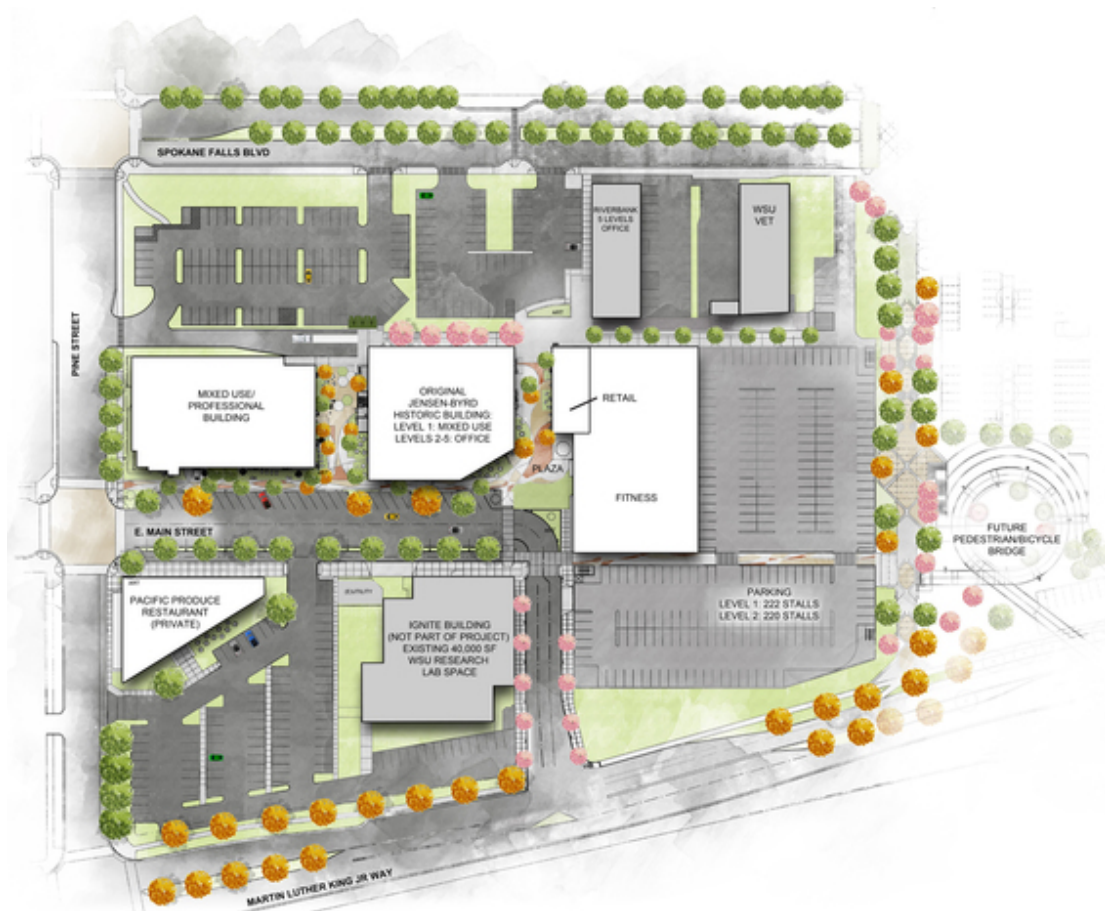 SPOKANE FALLS BLVD
RIVERBANK
5 LEVELS
OFFICE
WSU
VET
ART
PINE STREET
MIXED USE/
PROFESSIONAL
BUILDING
ORIGINAL
JENSEN-BYRD
HISTORIC BUILDING:
LEVEL 1: MIXED USE
LEVELS 2-5: OFFICE
RETAIL
PLAZA
FITNESS
E. MAIN STREET
FUTURE
PEDESTRIAN/BICYCLE
BRIDGE
PACIFIC PRODUCE
RESTAURANT
(PRIVATE)
IGNITE BUILDING
(NOT PART OF PROJECT)
EXISTING 40,000 SF
WSU RESEARCH
LAB SPACE
PARKING
LEVEL 1: 222 STALLS
LEVEL 2: 220 STALLS
MARTIN LUTHER KING JR WAY